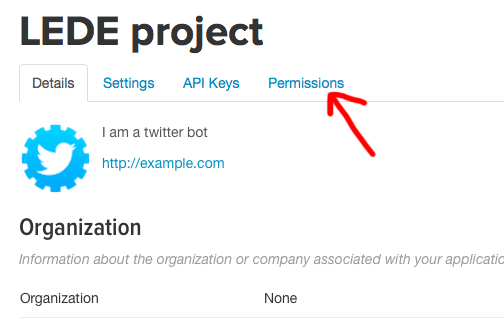 LEDE project
Details Settings API Keys Permissions
I am a twitter bot
http://example.com
Organization
Information about the organization or company associated with your applicatio
Organization None